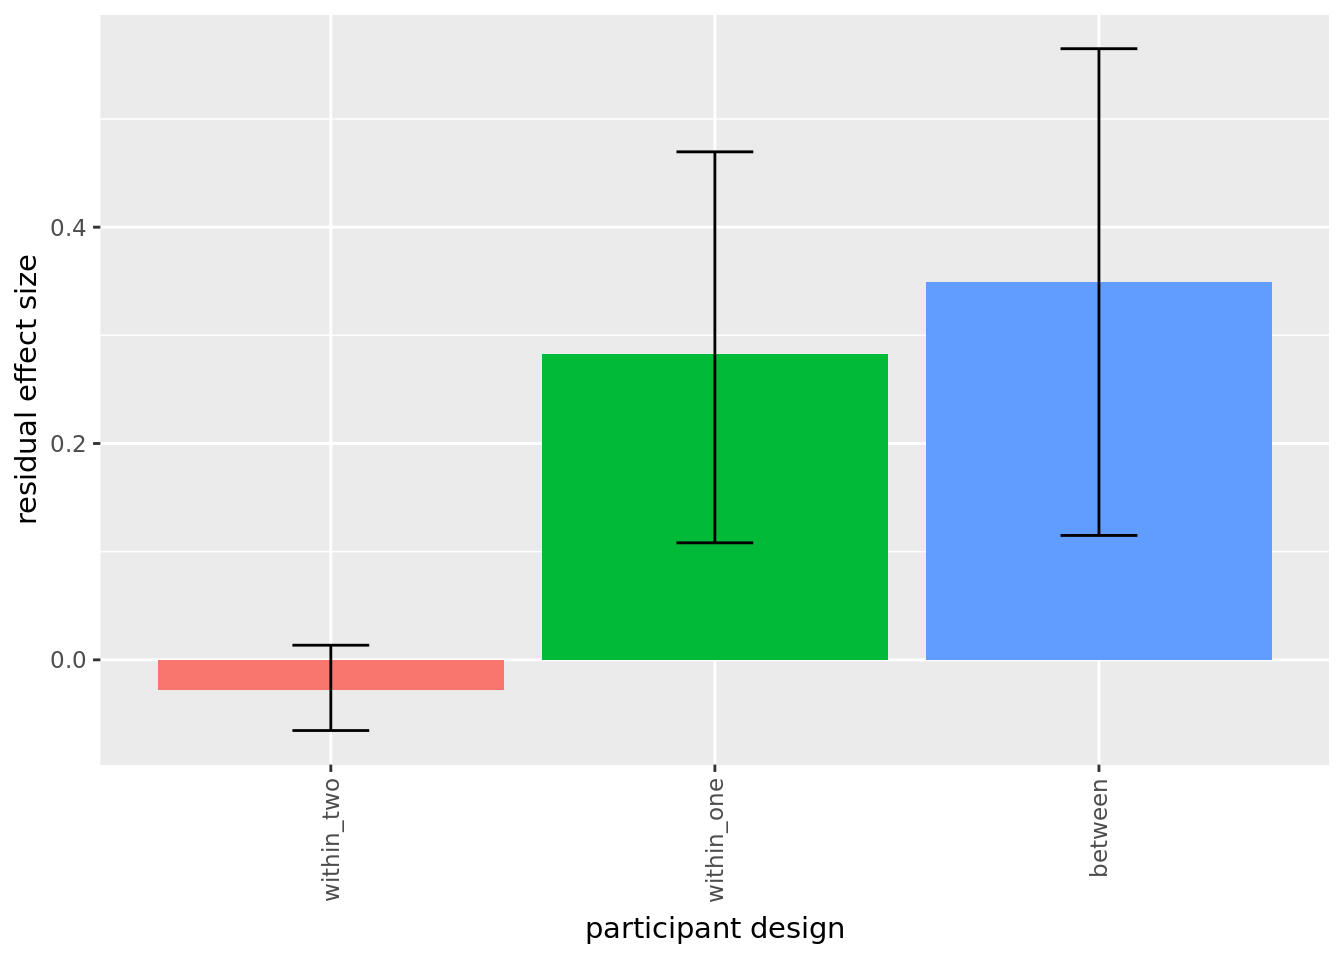 residual effect size
0.4
0.2
0.0
within_two
within_one
between
participant design